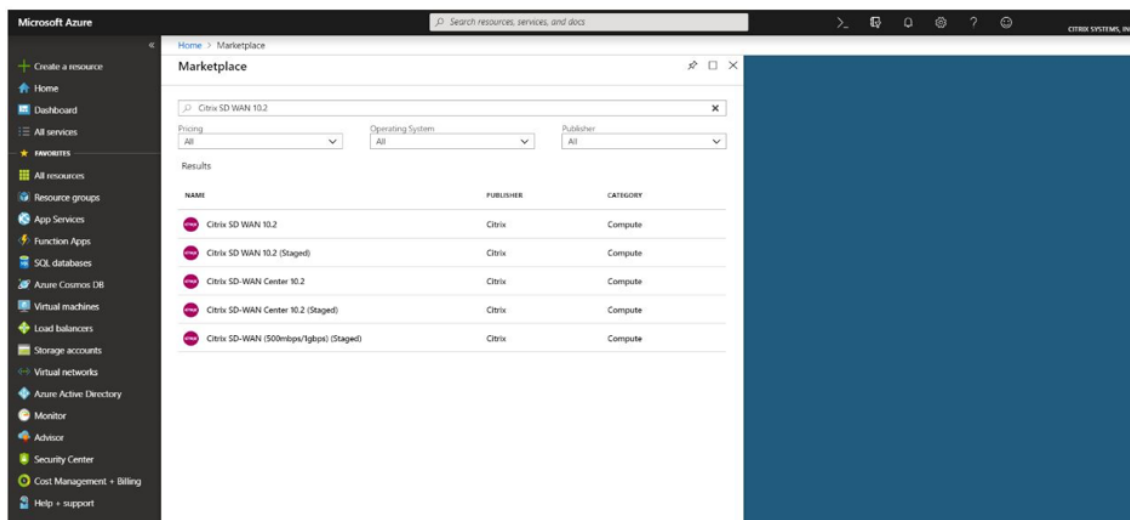 Microsoft Azure
Search resources, services, and docs
CITRIX SYSTEMS, IN
Home > Marketplace
Create a resource
Home
Dashboard
All services
FAVORITES
All resources
Resource groups
App Services
Function Apps
SQL databases
Azure Cosmos DB
Virtual machines
Load balancers
Storage accounts
Virtual networks
Azure Active Directory
Monitor
Advisor
Security Center
Cost Management + Billing
Help + support
Marketplace
Citrix SD WAN 10.2
Pricing Operating System Publisher
All All All
Results
NAME PUBLISHER CATEGORY
Citrix SD WAN 10.2 Citrix Compute
Citrix SD WAN 10.2 (Staged) Citrix Compute
Citrix SD-WAN Center 10.2 Citrix Compute
Citrix SD-WAN Center 10.2 (Staged) Citrix Compute
Citrix SD-WAN (500mbps/1gbps) (Staged) Citrix Compute